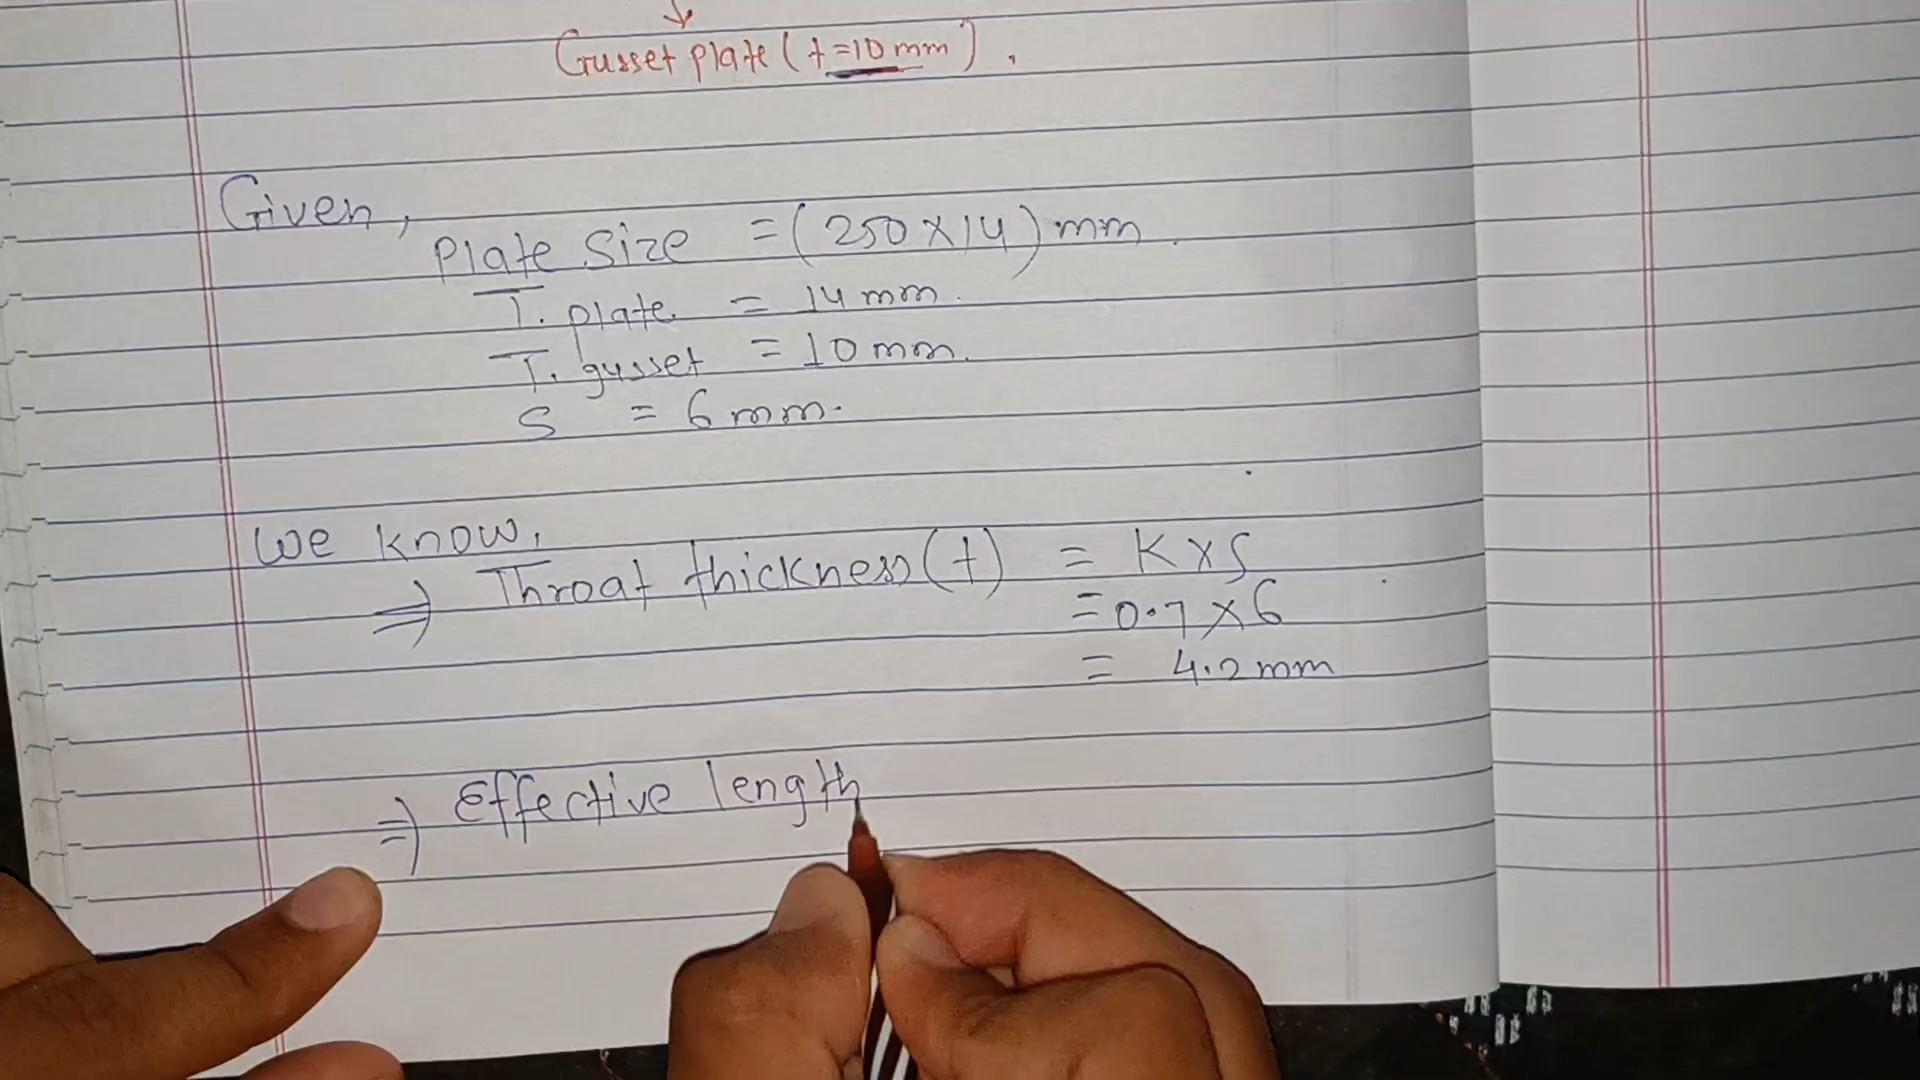 Gusset plate (t=10 mm).
Given,
Plate Size = (250 × 14) mm.
T. plate = 14 mm.
T. gusset = 10 mm.
S = 6 mm.
We know,
⇒ Throat thickness (t) = K × S
= 0.7 × 6
= 4.2 mm
⇒ Effective length